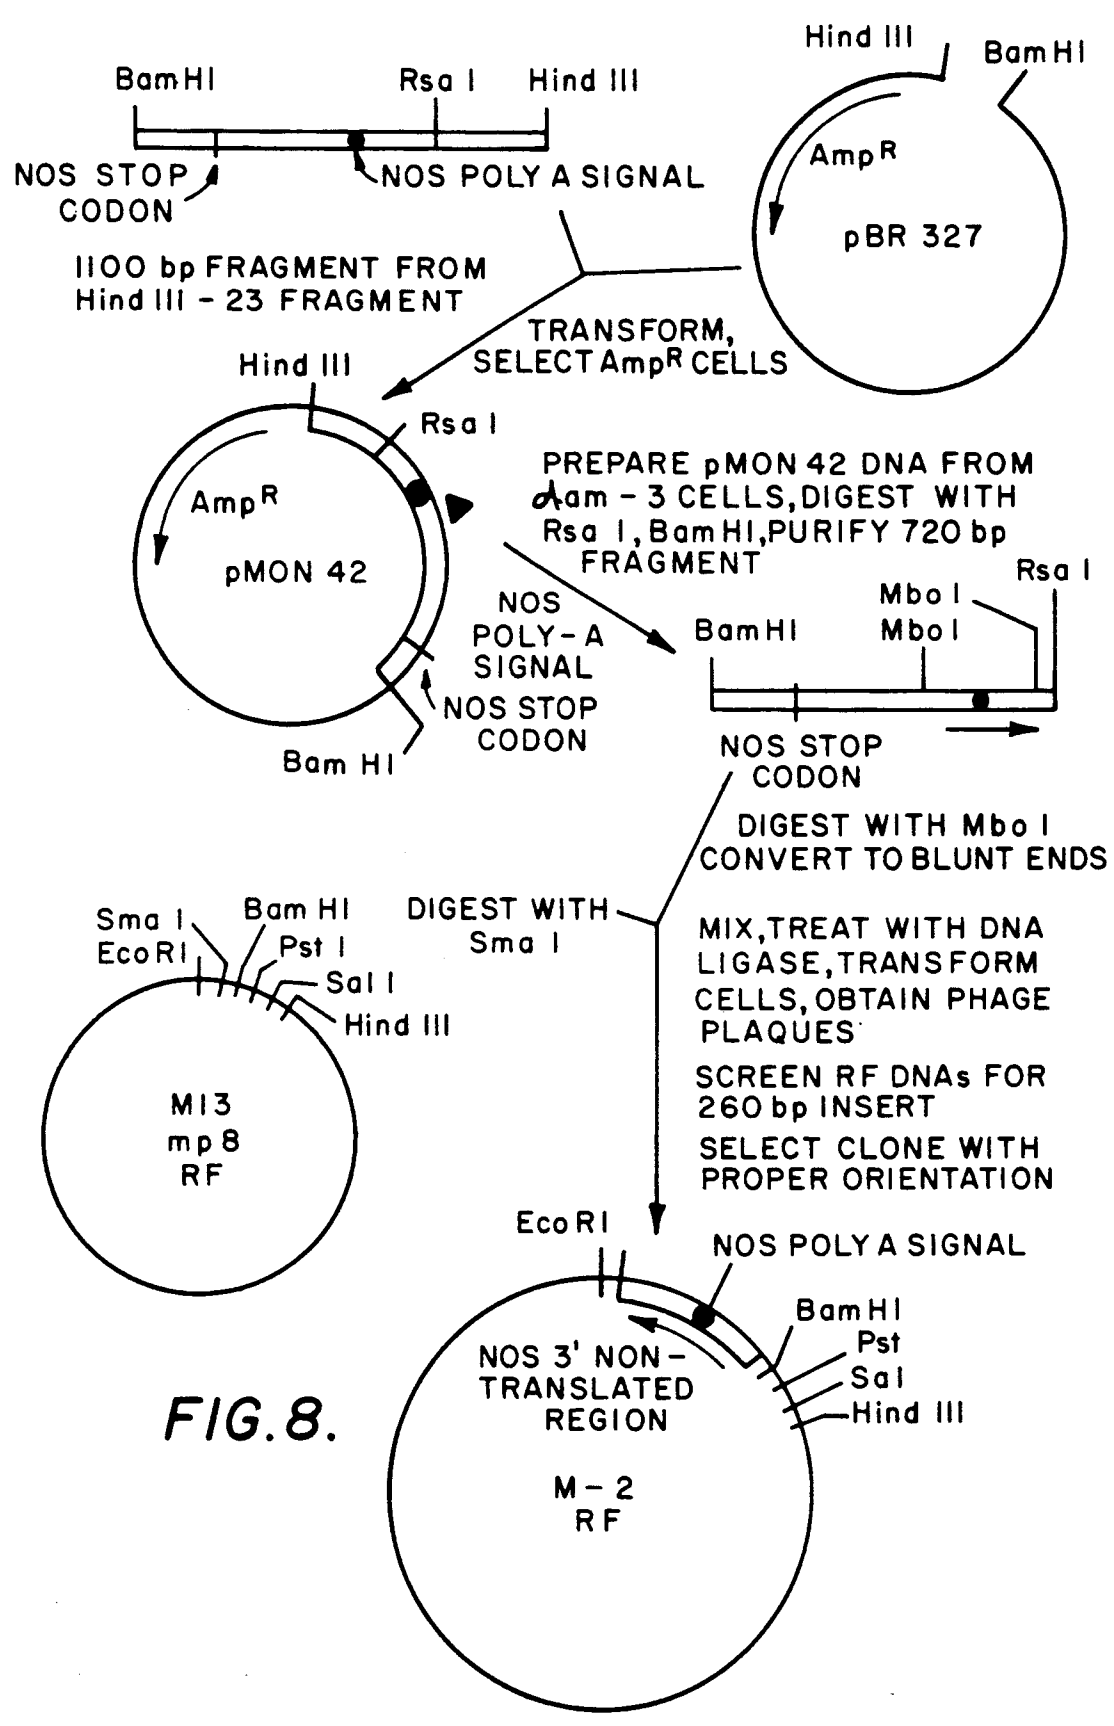 Hind III
BamHI
BamHI
Rsa I
Hind III
AmpR
NOS STOP
CODON
NOS POLY A SIGNAL
pBR 327
1100 bp FRAGMENT FROM
Hind III - 23 FRAGMENT
TRANSFORM,
SELECT AmpR CELLS
Hind III
Rsa I
AmpR
pMON 42
NOS
POLY-A
SIGNAL
NOS STOP
CODON
Bam HI
PREPARE pMON 42 DNA FROM
dam - 3 CELLS, DIGEST WITH
Rsa I, BamHI, PURIFY 720 bp
FRAGMENT
Rsa I
Mbo I
BamHI
Mbo I
NOS STOP
CODON
DIGEST WITH Mbo I
CONVERT TO BLUNT ENDS
DIGEST WITH
Sma I
MIX, TREAT WITH DNA
LIGASE, TRANSFORM
CELLS, OBTAIN PHAGE
PLAQUES
SCREEN RF DNAs FOR
260 bp INSERT
SELECT CLONE WITH
PROPER ORIENTATION
Sma I
EcoRI
Bam HI
Pst I
Sal I
Hind III
M13
mp 8
RF
Eco RI
NOS POLY A SIGNAL
BamHI
Pst
Sal
Hind III
NOS 3' NON-
TRANSLATED
REGION
M-2
RF
FIG. 8.